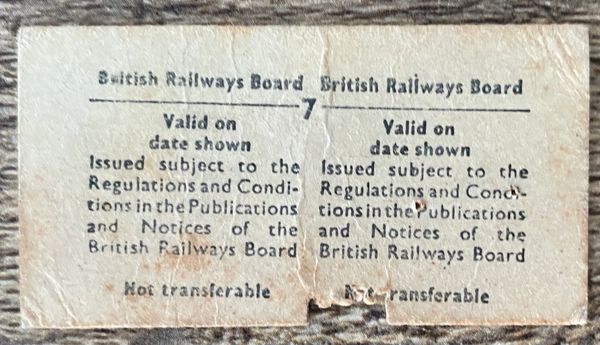 British Railways Board
7
Valid on
date shown
Issued subject to the
Regulations and Condi-
tions in the Publications
and Notices of the
British Railways Board
Not transferable
British Railways Board
Valid on
date shown
Issued subject to the
Regulations and Condi-
tions in the Publications
and Notices of the
British Railways Board
Not transferable